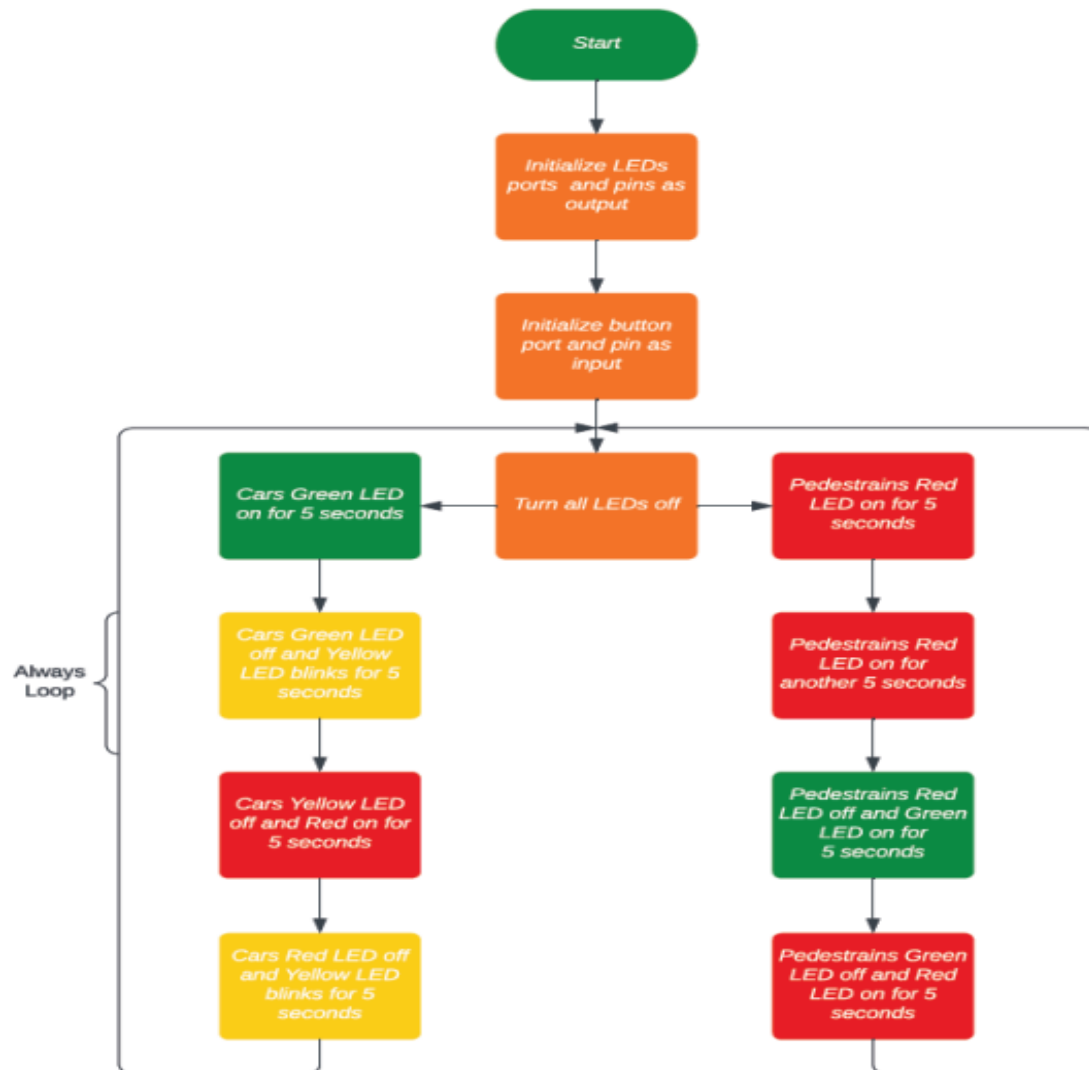 Start
Initialize LEDs
ports and pins as
output
Initialize button
port and pin as
input
Turn all LEDs off
Cars Green LED
on for 5 seconds
Cars Green LED
off and Yellow
LED blinks for 5
seconds
Cars Yellow LED
off and Red on for
5 seconds
Cars Red LED off
and Yellow LED
blinks for 5
seconds
Pedestrains Red
LED on for 5
seconds
Pedestrains Red
LED on for
another 5 seconds
Pedestrains Red
LED off and Green
LED on for
5 seconds
Pedestrains Green
LED off and Red
LED on for 5
seconds
Always
Loop